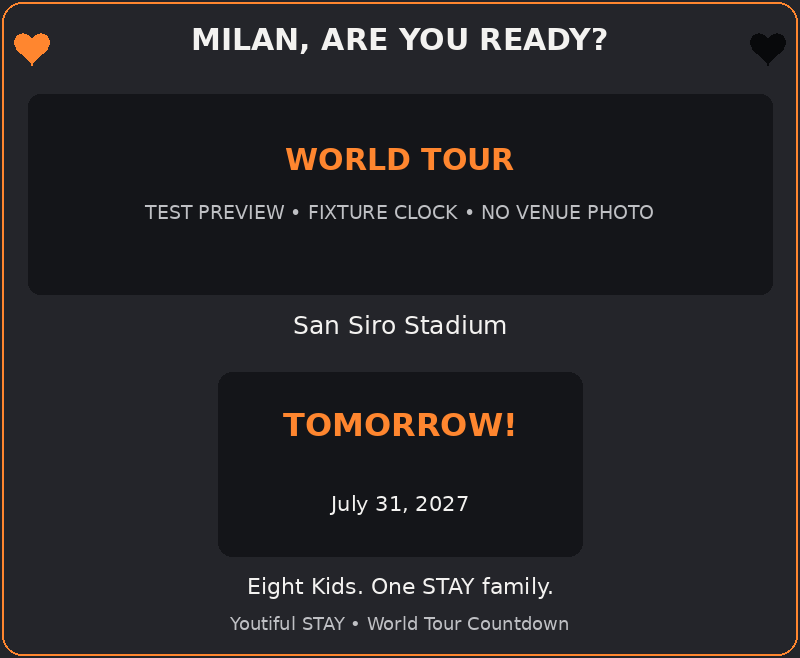 MILAN, ARE YOU READY?
WORLD TOUR
TEST PREVIEW • FIXTURE CLOCK • NO VENUE PHOTO
San Siro Stadium
TOMORROW!
July 31, 2027
Eight Kids. One STAY family.
Youtiful STAY • World Tour Countdown